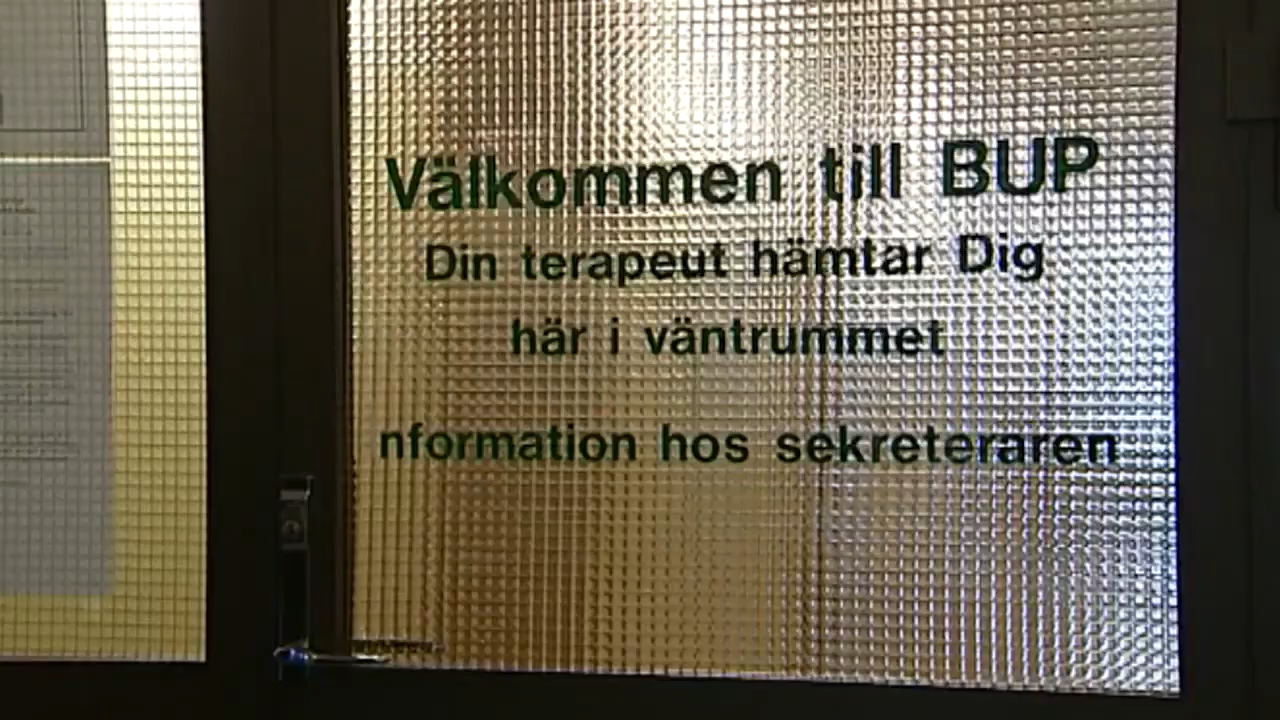 Välkommen till BUP
Din terapeut hämtar Dig
här i väntrummet
nformation hos sekreteraren